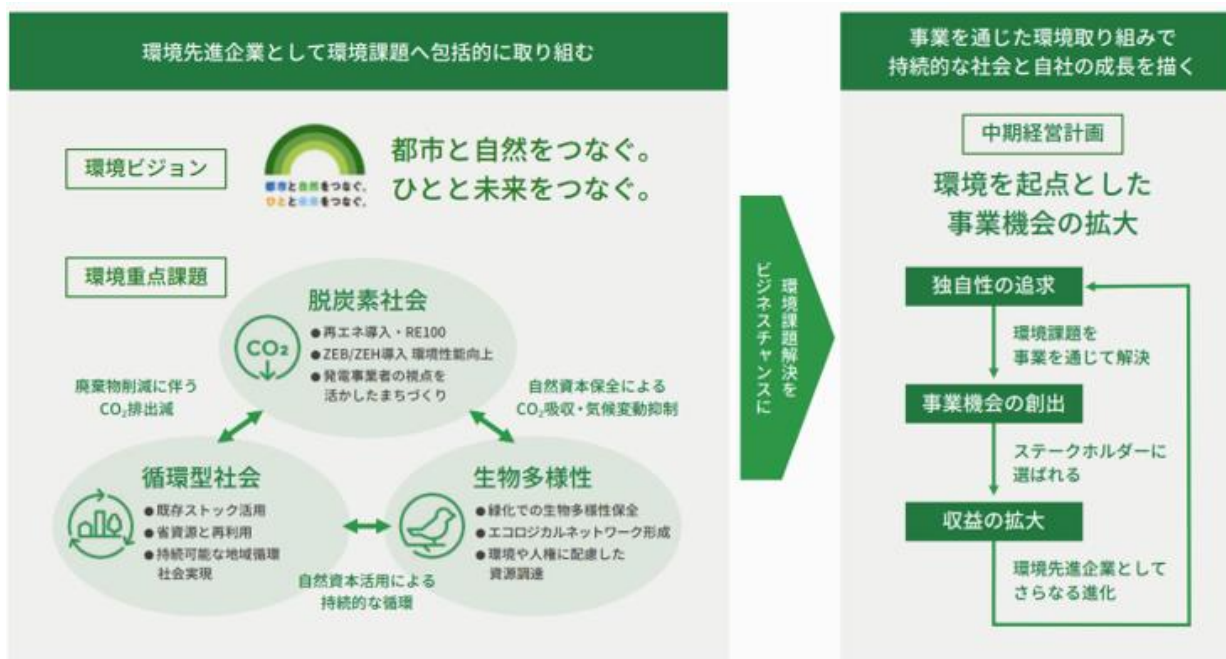 環境先進企業として環境課題へ包括的に取り組む
環境ビジョン
都市と自然をつなぐ。
ひとと未来をつなぐ。
都市と自然をつなぐ。
ひとと未来をつなぐ。
環境重点課題
脱炭素社会
CO₂
●再エネ導入・RE100
●ZEB/ZEH導入 環境性能向上
●発電事業者の視点を
活かしたまちづくり
廃棄物削減に伴う
CO₂排出減
自然資本保全による
CO₂吸収・気候変動抑制
循環型社会
●既存ストック活用
●省資源と再利用
●持続可能な地域循環
社会実現
生物多様性
●緑化での生物多様性保全
●エコロジカルネットワーク形成
●環境や人権に配慮した
資源調達
自然資本活用による
持続的な循環
環境課題解決を
ビジネスチャンスに
事業を通じた環境取り組みで
持続的な社会と自社の成長を描く
中期経営計画
環境を起点とした
事業機会の拡大
独自性の追求
環境課題を
事業を通じて解決
事業機会の創出
ステークホルダーに
選ばれる
収益の拡大
環境先進企業として
さらなる進化